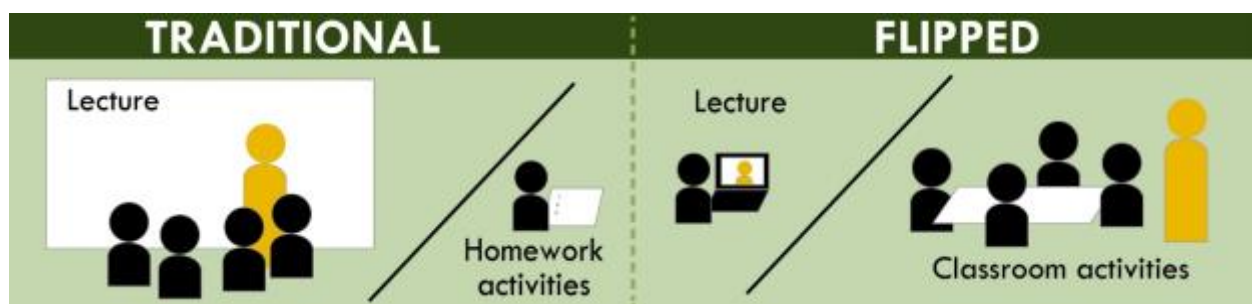 TRADITIONAL
Lecture
Homework
activities
FLIPPED
Lecture
Classroom activities